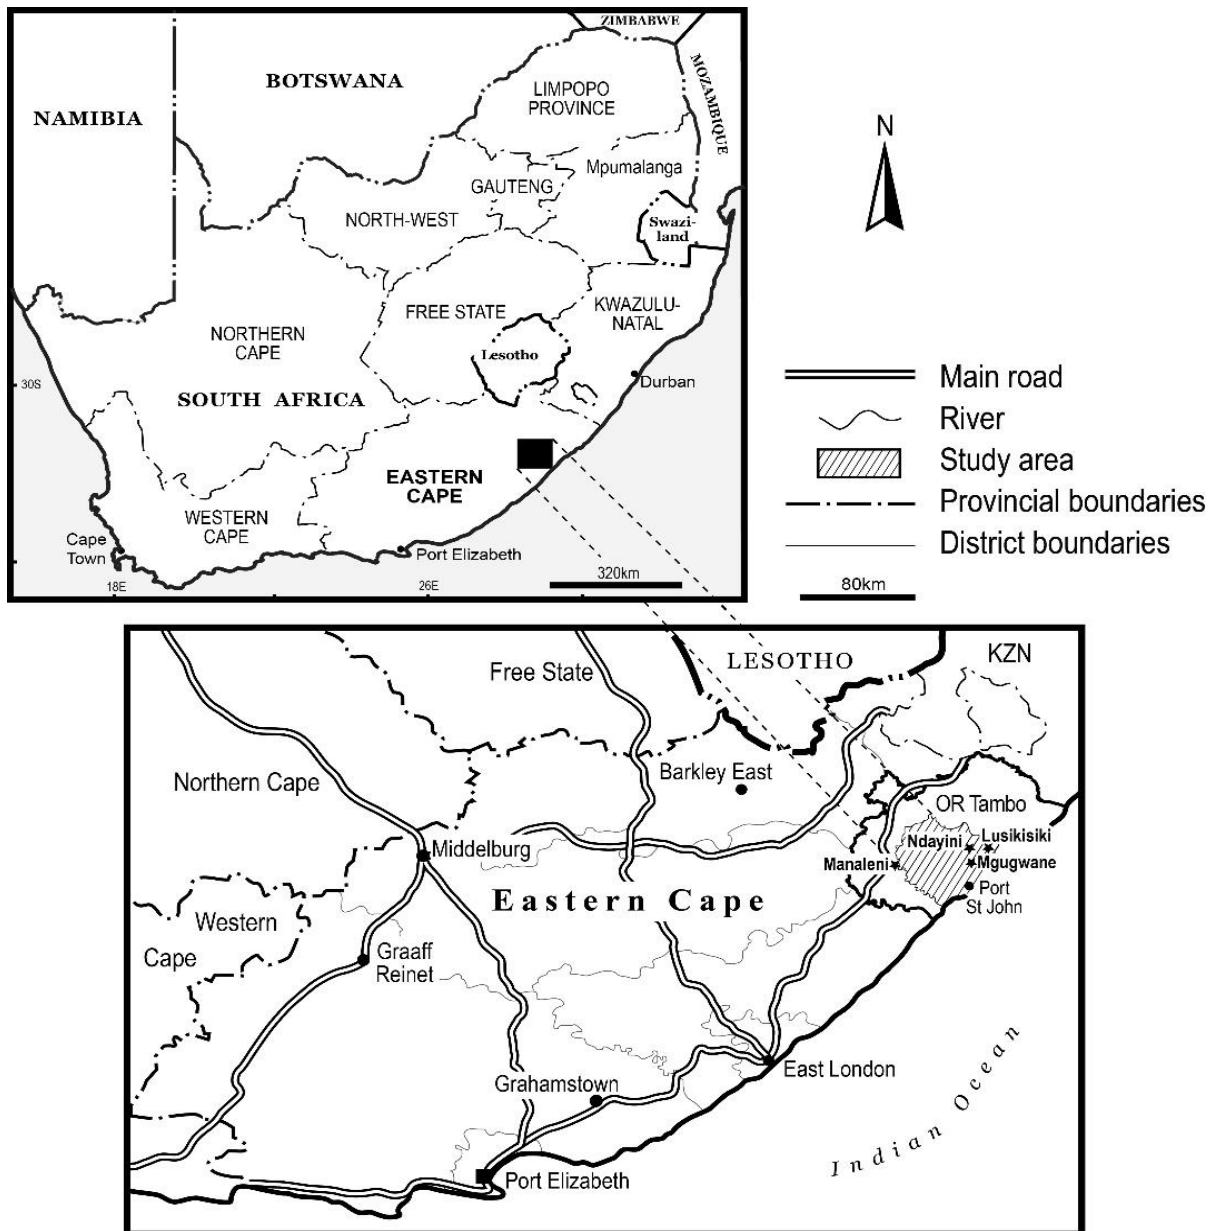 ZIMBABWE
MOZAMBIQUE
BOTSWANA
NAMIBIA
LIMPOPO
PROVINCE
Mpumalanga
GAUTENG
NORTH-WEST
Swazi-
land
FREE STATE
KWAZULU-
NATAL
NORTHERN
CAPE
Lesotho
30S
Durban
SOUTH AFRICA
EASTERN
CAPE
WESTERN
CAPE
Cape
Town
Port Elizabeth
320km
18E
26E
N
Main road
River
Study area
Provincial boundaries
District boundaries
80km
LESOTHO
KZN
Free State
Northern Cape
Barkley East
OR Tambo
Ndayini
Lusikisiki
Manaleni
Mgugwane
Port
St John
Middelburg
Eastern Cape
Western
Cape
Graaff
Reinet
Grahamstown
East London
Port Elizabeth
Indian Ocean